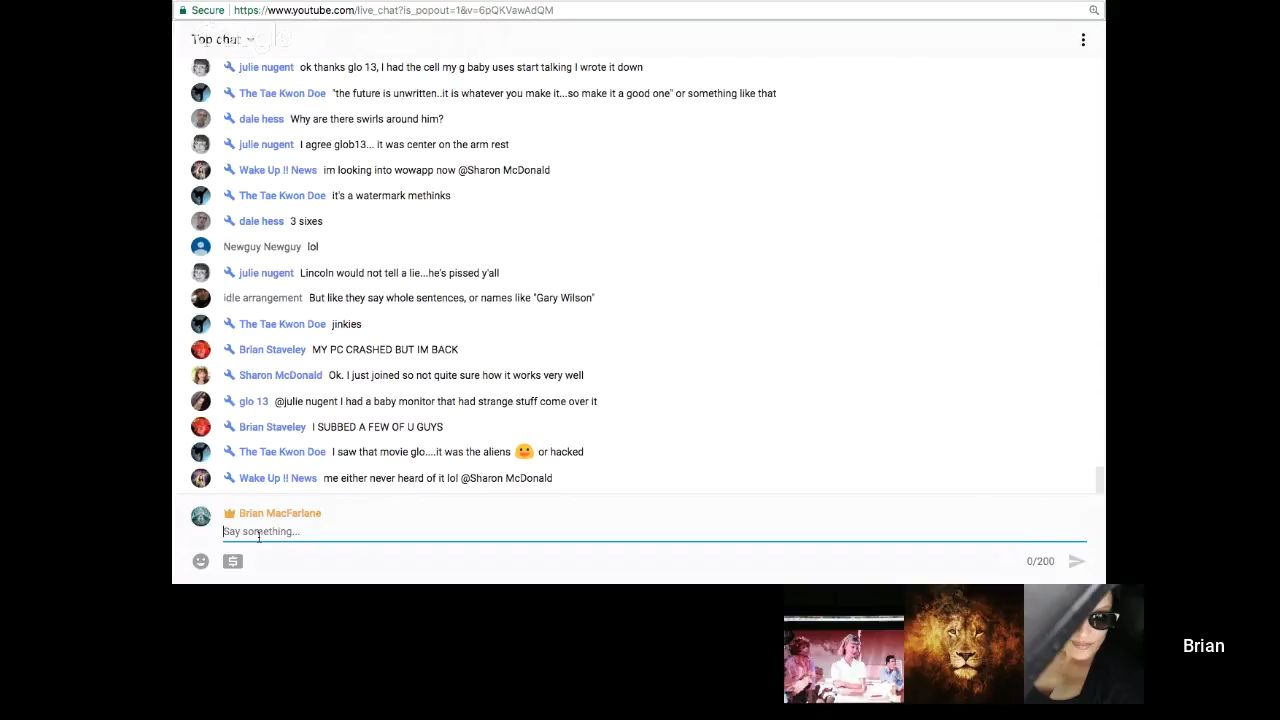 Secure https://www.youtube.com/live_chat?is_popout=1&v=6pQKVawAdQM
Top chat
julie nugent ok thanks glo 13, I had the cell my g baby uses start talking I wrote it down
The Tae Kwon Doe "the future is unwritten..it is whatever you make it...so make it a good one" or something like that
dale hess Why are there swirls around him?
julie nugent I agree glob13... it was center on the arm rest
Wake Up !! News im looking into wowapp now @Sharon McDonald
The Tae Kwon Doe it's a watermark methinks
dale hess 3 sixes
Newguy Newguy lol
julie nugent Lincoln would not tell a lie...he's pissed y'all
idle arrangement But like they say whole sentences, or names like "Gary Wilson"
The Tae Kwon Doe jinkies
Brian Staveley MY PC CRASHED BUT IM BACK
Sharon McDonald Ok. I just joined so not quite sure how it works very well
glo 13 @julie nugent I had a baby monitor that had strange stuff come over it
Brian Staveley I SUBBED A FEW OF U GUYS
The Tae Kwon Doe I saw that movie glo....it was the aliens or hacked
Wake Up !! News me either never heard of it lol @Sharon McDonald
Brian MacFarlane
Say something...
0/200
Brian